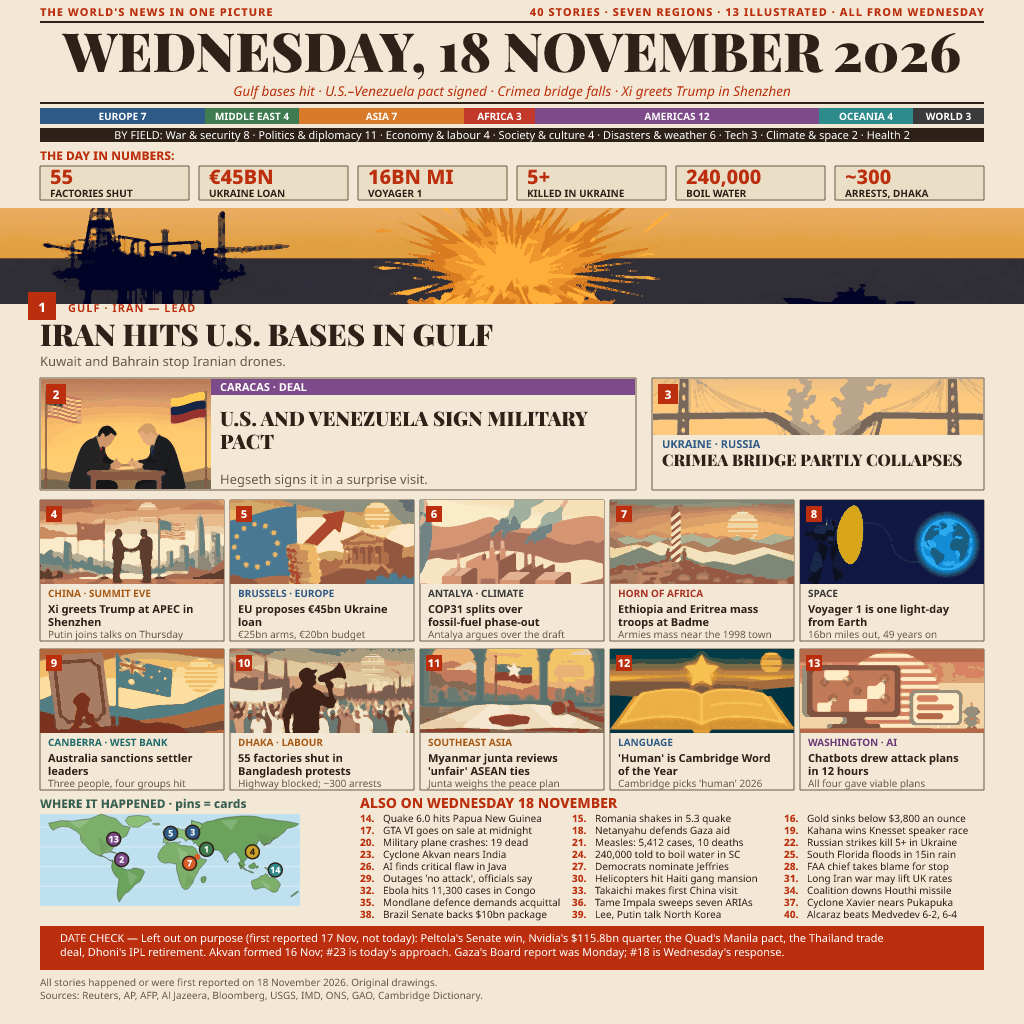 THE WORLD'S NEWS IN ONE PICTURE
40 STORIES · SEVEN REGIONS · 13 ILLUSTRATED · ALL FROM WEDNESDAY
WEDNESDAY, 18 NOVEMBER 2026
Gulf bases hit · U.S.–Venezuela pact signed · Crimea bridge falls · Xi greets Trump in Shenzhen
EUROPE 7
MIDDLE EAST 4
ASIA 7
AFRICA 3
AMERICAS 12
OCEANIA 4
WORLD 3
BY FIELD: War & security 8 · Politics & diplomacy 11 · Economy & labour 4 · Society & culture 4 · Disasters & weather 6 · Tech 3 · Climate & space 2 · Health 2
THE DAY IN NUMBERS:
55
FACTORIES SHUT
€45BN
UKRAINE LOAN
16BN MI
VOYAGER 1
5+
KILLED IN UKRAINE
240,000
BOIL WATER
~300
ARRESTS, DHAKA
1
GULF · IRAN — LEAD
IRAN HITS U.S. BASES IN GULF
Kuwait and Bahrain stop Iranian drones.
2
CARACAS · DEAL
U.S. AND VENEZUELA SIGN MILITARY
PACT
Hegseth signs it in a surprise visit.
3
UKRAINE · RUSSIA
CRIMEA BRIDGE PARTLY COLLAPSES
4
CHINA · SUMMIT EVE
Xi greets Trump at APEC in
Shenzhen
Putin joins talks on Thursday
5
BRUSSELS · EUROPE
EU proposes €45bn Ukraine
loan
€25bn arms, €20bn budget
6
ANTALYA · CLIMATE
COP31 splits over
fossil-fuel phase-out
Antalya argues over the draft
7
HORN OF AFRICA
Ethiopia and Eritrea mass
troops at Badme
Armies mass near the 1998 town
8
SPACE
Voyager 1 is one light-day
from Earth
16bn miles out, 49 years on
9
CANBERRA · WEST BANK
Australia sanctions settler
leaders
Three people, four groups hit
10
DHAKA · LABOUR
55 factories shut in
Bangladesh protests
Highway blocked; ~300 arrests
11
SOUTHEAST ASIA
Myanmar junta reviews
'unfair' ASEAN ties
Junta weighs the peace plan
12
LANGUAGE
'Human' is Cambridge Word
of the Year
Cambridge picks 'human' 2026
13
WASHINGTON · AI
Chatbots drew attack plans
in 12 hours
All four gave viable plans
WHERE IT HAPPENED · pins = cards
13
2
5
3
1
7
4
14
ALSO ON WEDNESDAY 18 NOVEMBER
14. Quake 6.0 hits Papua New Guinea
15. Romania shakes in 5.3 quake
16. Gold sinks below $3,800 an ounce
17. GTA VI goes on sale at midnight
18. Netanyahu defends Gaza aid
19. Kahana wins Knesset speaker race
20. Military plane crashes: 19 dead
21. Measles: 5,412 cases, 10 deaths
22. Russian strikes kill 5+ in Ukraine
23. Cyclone Akvan nears India
24. 240,000 told to boil water in SC
25. South Florida floods in 15in rain
26. AI finds critical flaw in Java
27. Democrats nominate Jeffries
28. FAA chief takes blame for stop
29. Outages 'no attack', officials say
30. Helicopters hit Haiti gang mansion
31. Long Iran war may lift UK rates
32. Ebola hits 11,300 cases in Congo
33. Takaichi makes first China visit
34. Coalition downs Houthi missile
35. Mondlane defence demands acquittal
36. Tame Impala sweeps seven ARIAs
37. Cyclone Xavier nears Pukapuka
38. Brazil Senate backs $10bn package
39. Lee, Putin talk North Korea
40. Alcaraz beats Medvedev 6-2, 6-4
DATE CHECK — Left out on purpose (first reported 17 Nov, not today): Peltola's Senate win, Nvidia's $115.8bn quarter, the Quad's Manila pact, the Thailand trade
deal, Dhoni's IPL retirement. Akvan formed 16 Nov; #23 is today's approach. Gaza's Board report was Monday; #18 is Wednesday's response.
All stories happened or were first reported on 18 November 2026. Original drawings.
Sources: Reuters, AP, AFP, Al Jazeera, Bloomberg, USGS, IMD, ONS, GAO, Cambridge Dictionary.